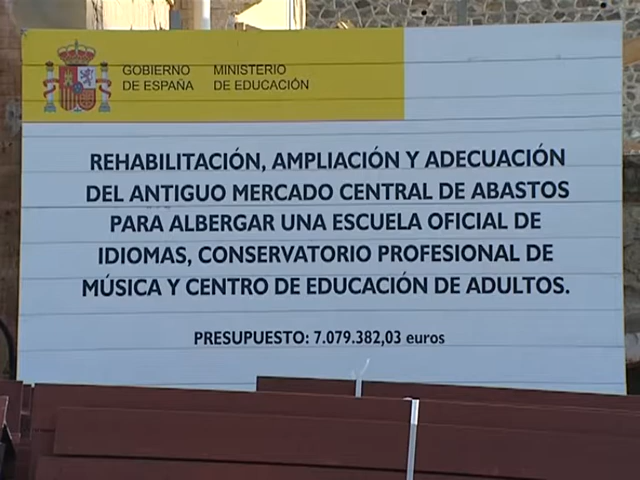 GOBIERNO MINISTERIO
DE ESPAÑA DE EDUCACIÓN
REHABILITACIÓN, AMPLIACIÓN Y ADECUACIÓN
DEL ANTIGUO MERCADO CENTRAL DE ABASTOS
PARA ALBERGAR UNA ESCUELA OFICIAL DE
IDIOMAS, CONSERVATORIO PROFESIONAL DE
MÚSICA Y CENTRO DE EDUCACIÓN DE ADULTOS.
PRESUPUESTO: 7.079.382,03 euros